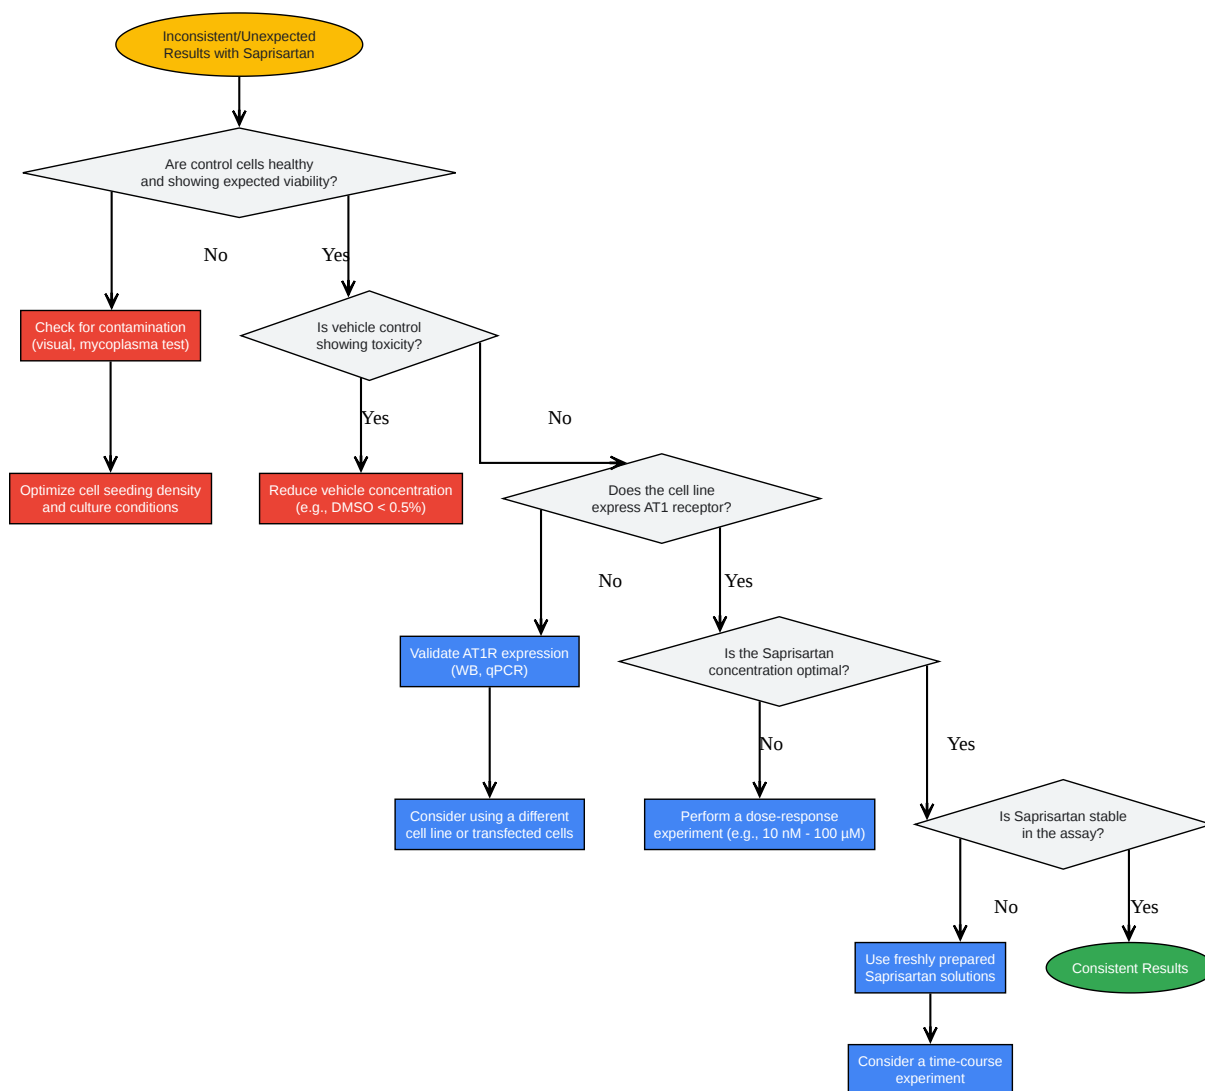 Inconsistent/Unexpected
Results with Saprisartan
Are control cells healthy
and showing expected viability?
No
Yes
Check for contamination
(visual, mycoplasma test)
Is vehicle control
showing toxicity?
Yes
No
Optimize cell seeding density
and culture conditions
Reduce vehicle concentration
(e.g., DMSO < 0.5%)
Does the cell line
express AT1 receptor?
No
Yes
Validate AT1R expression
(WB, qPCR)
Is the Saprisartan
concentration optimal?
No
Yes
Consider using a different
cell line or transfected cells
Perform a dose-response
experiment (e.g., 10 nM - 100 µM)
Is Saprisartan stable
in the assay?
No
Yes
Use freshly prepared
Saprisartan solutions
Consistent Results
Consider a time-course
experiment